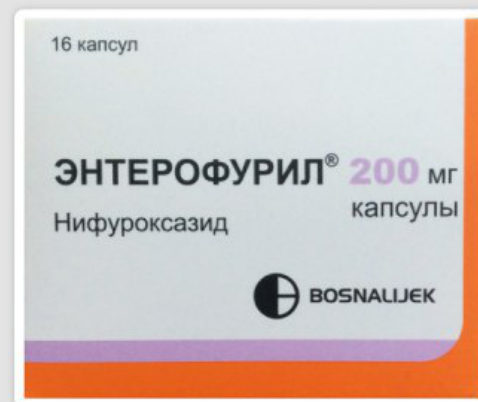 16 капсул
ЭНТЕРОФУРИЛ® 200 мг
капсулы
Нифуроксазид
BOSNALIJEK